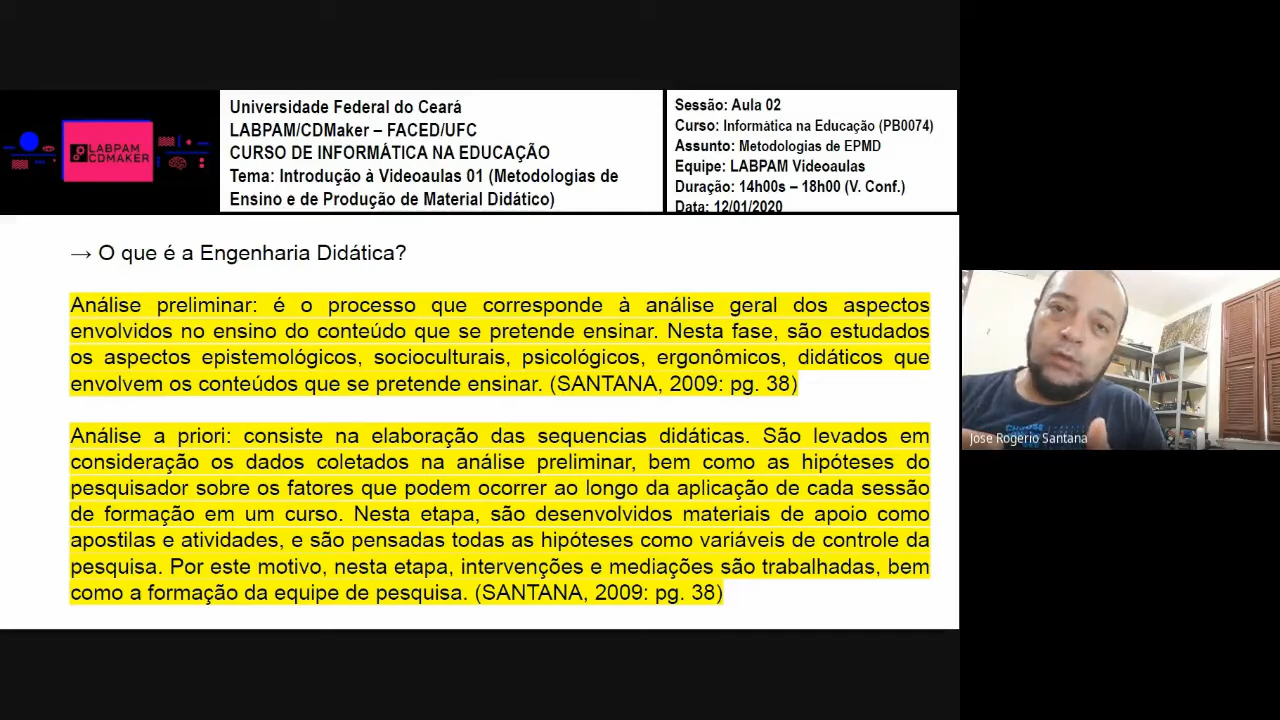 LABPAM
CDMAKER
Universidade Federal do Ceará
LABPAM/CDMaker – FACED/UFC
CURSO DE INFORMÁTICA NA EDUCAÇÃO
Tema: Introdução à Videoaulas 01 (Metodologias de
Ensino e de Produção de Material Didático)
Sessão: Aula 02
Curso: Informática na Educação (PB0074)
Assunto: Metodologias de EPMD
Equipe: LABPAM Videoaulas
Duração: 14h00s – 18h00 (V. Conf.)
Data: 12/01/2020
→ O que é a Engenharia Didática?
Análise preliminar: é o processo que corresponde à análise geral dos aspectos
envolvidos no ensino do conteúdo que se pretende ensinar. Nesta fase, são estudados
os aspectos epistemológicos, socioculturais, psicológicos, ergonômicos, didáticos que
envolvem os conteúdos que se pretende ensinar. (SANTANA, 2009: pg. 38)
Análise a priori: consiste na elaboração das sequencias didáticas. São levados em
consideração os dados coletados na análise preliminar, bem como as hipóteses do
pesquisador sobre os fatores que podem ocorrer ao longo da aplicação de cada sessão
de formação em um curso. Nesta etapa, são desenvolvidos materiais de apoio como
apostilas e atividades, e são pensadas todas as hipóteses como variáveis de controle da
pesquisa. Por este motivo, nesta etapa, intervenções e mediações são trabalhadas, bem
como a formação da equipe de pesquisa. (SANTANA, 2009: pg. 38)
CHOOSE
Jose Rogerio Santana